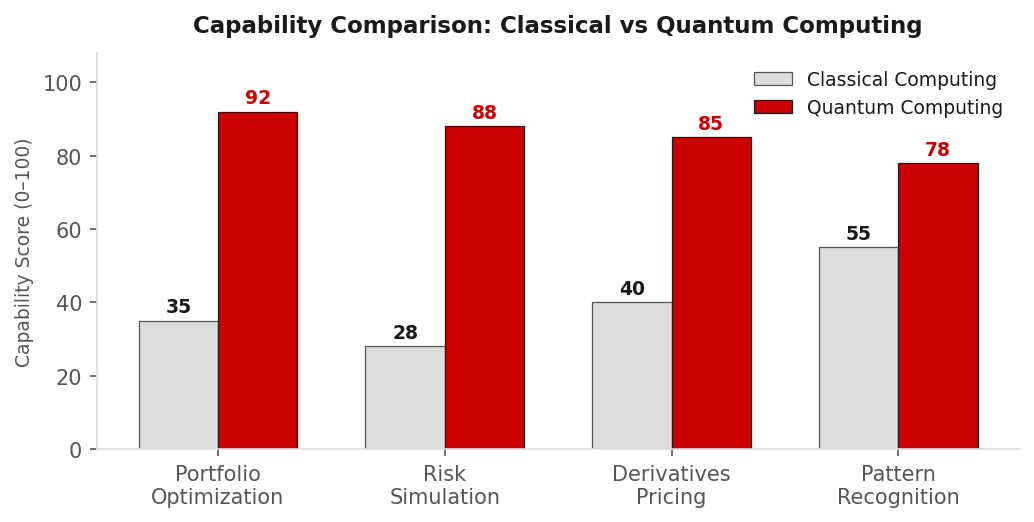 Capability Comparison: Classical vs Quantum Computing
Capability Score (0–100)
100
80
60
40
20
0
Classical Computing
Quantum Computing
35
92
28
88
40
85
55
78
Portfolio
Optimization
Risk
Simulation
Derivatives
Pricing
Pattern
Recognition